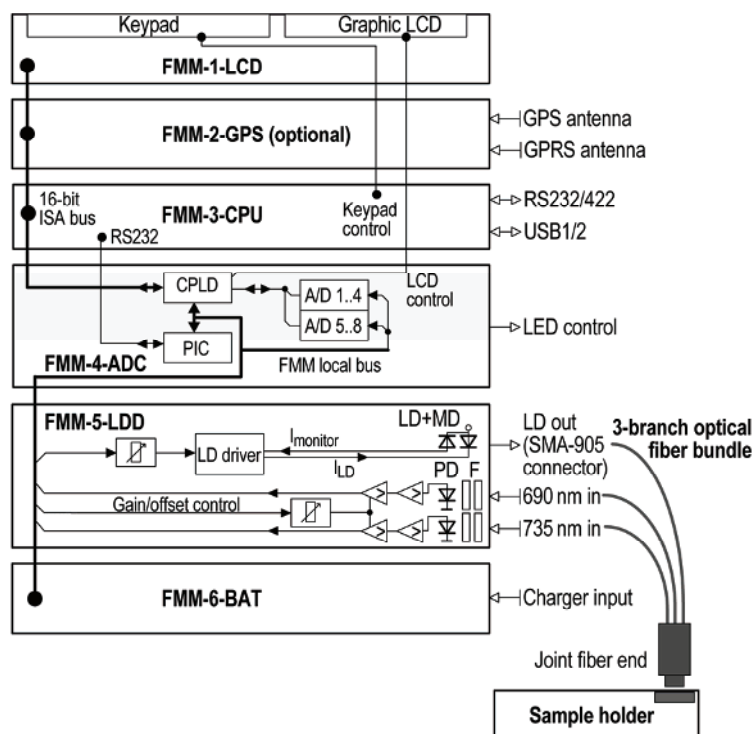 Keypad
Graphic LCD
FMM-1-LCD
FMM-2-GPS (optional)
GPS antenna
GPRS antenna
16-bit
ISA bus
FMM-3-CPU
Keypad
control
RS232/422
USB1/2
RS232
CPLD
A/D 1..4
A/D 5..8
LCD
control
PIC
LED control
FMM-4-ADC
FMM local bus
FMM-5-LDD
LD+MD
LD driver
Imonitor
ILD
LD out
(SMA-905
connector)
3-branch optical
fiber bundle
PD F
Gain/offset control
690 nm in
735 nm in
FMM-6-BAT
Charger input
Joint fiber end
Sample holder